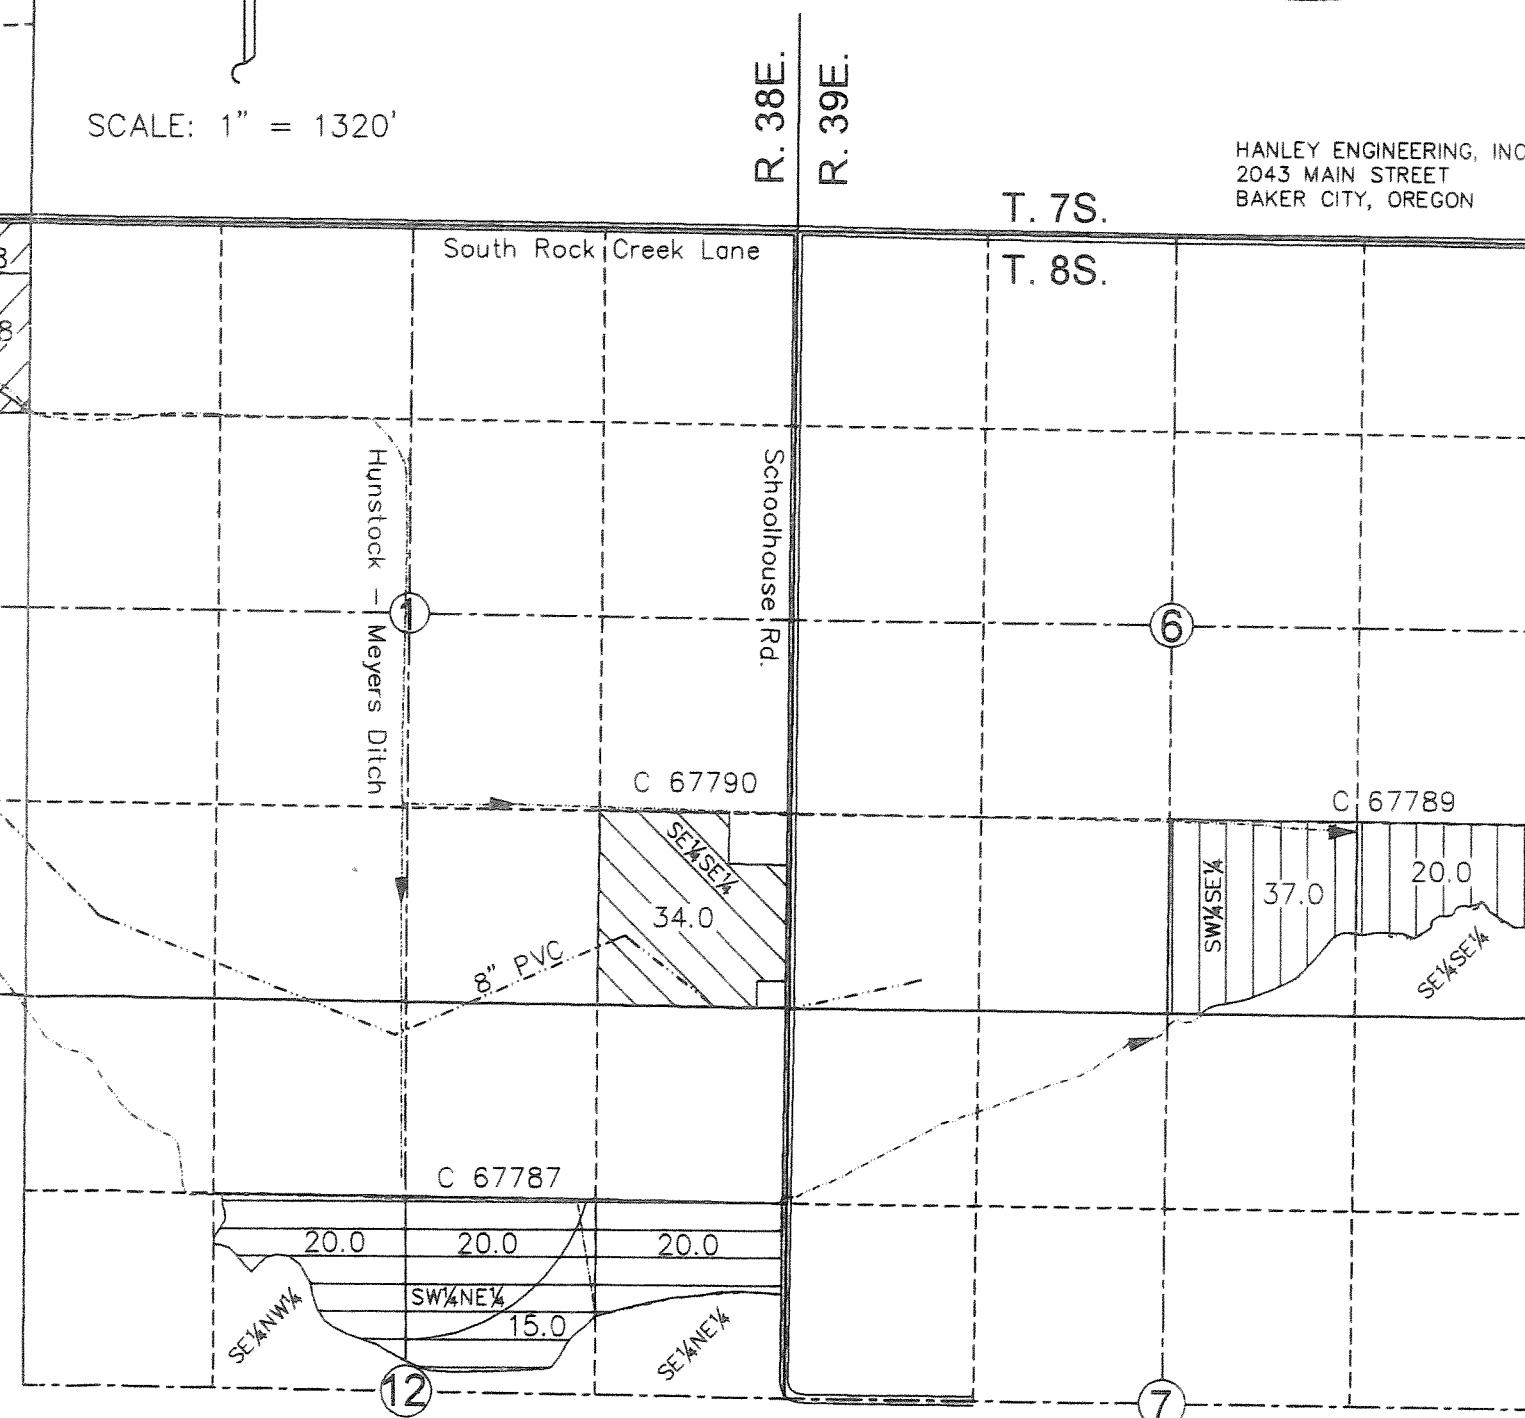 SCALE: 1" = 1320'
R. 38E.
R. 39E.
HANLEY ENGINEERING, INC
2043 MAIN STREET
BAKER CITY, OREGON
T. 7S.
South Rock Creek Lane
T. 8S.
8
Hunstock – Meyers Ditch
Schoolhouse Rd.
1
6
C 67790
C 67789
SE¼SE¼
34.0
SW¼SE¼
37.0
20.0
SE¼SE¼
8" PVC
C 67787
20.0
20.0
20.0
SW¼NE¼
15.0
SE¼NW¼
SE¼NE¼
12
7